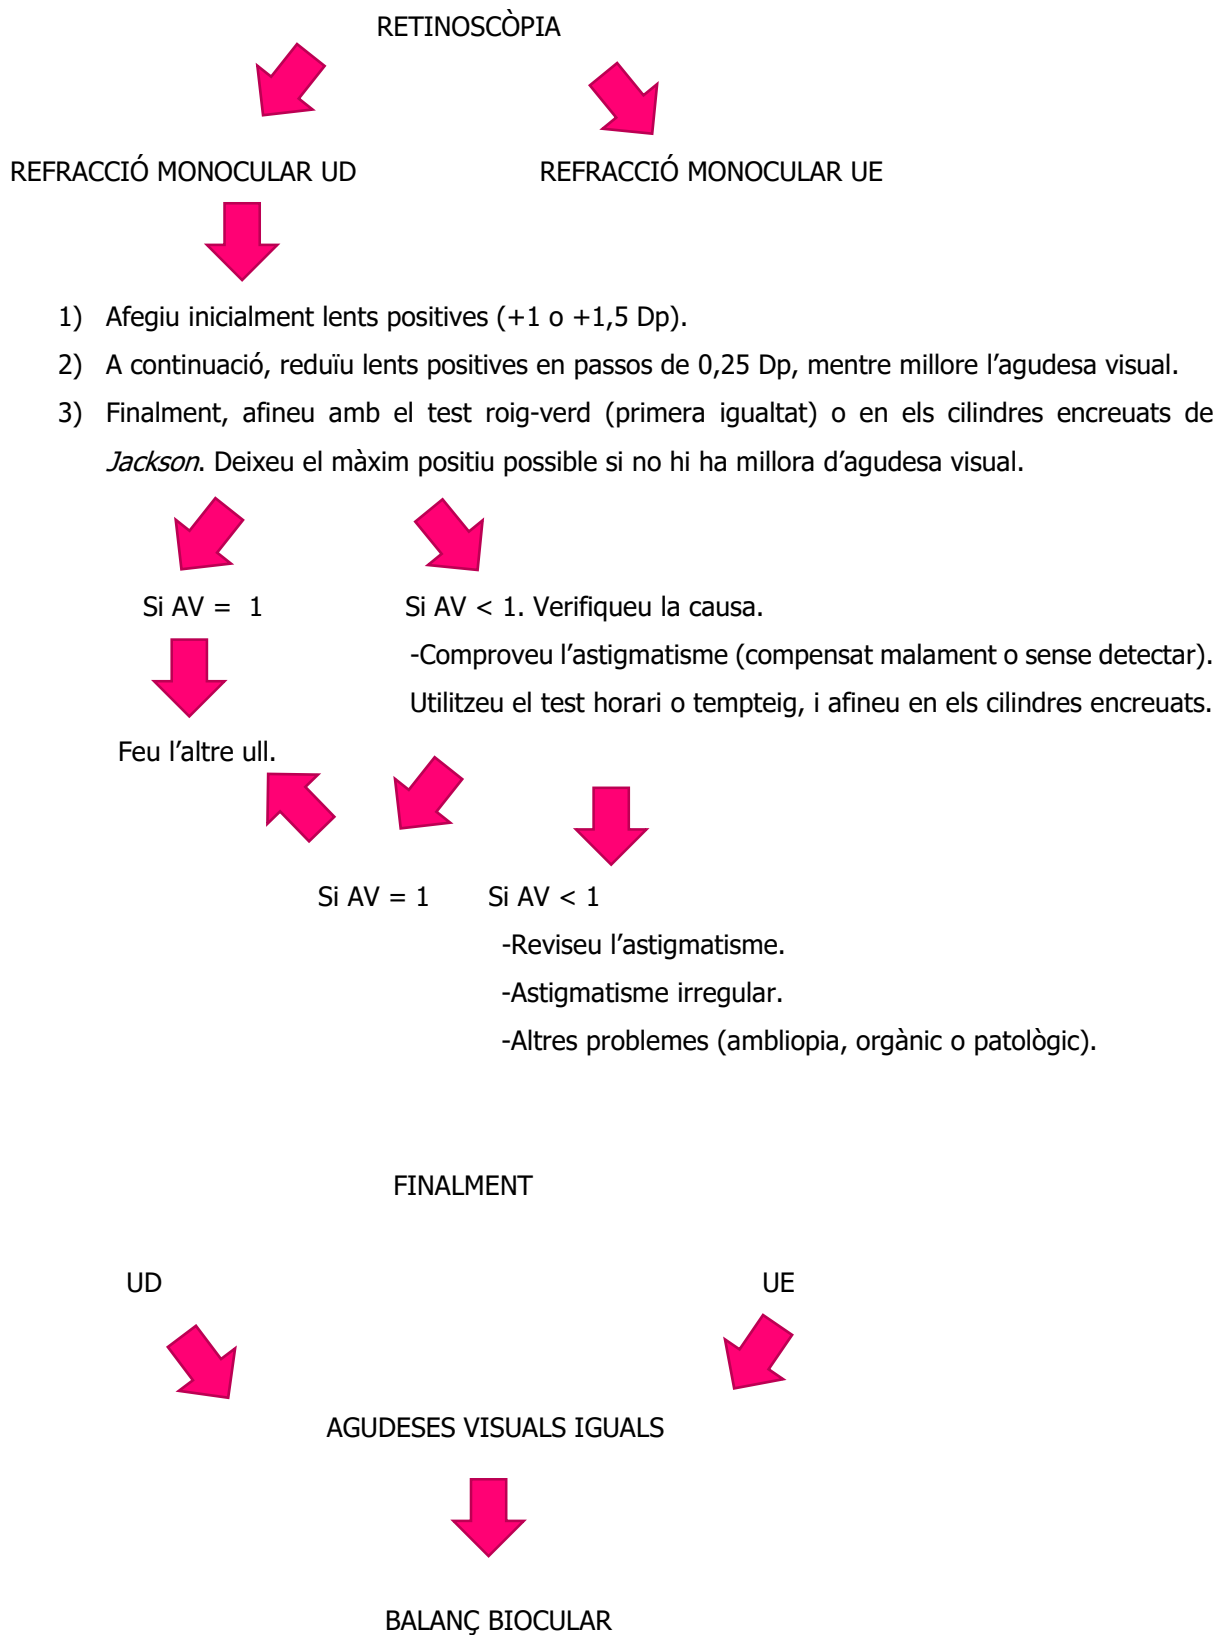 RETINOSCÒPIA
REFRACCIÓ MONOCULAR UD
REFRACCIÓ MONOCULAR UE
1) Afegiu inicialment lents positives (+1 o +1,5 Dp).
2) A continuació, reduïu lents positives en passos de 0,25 Dp, mentre millore l’agudesa visual.
3) Finalment, afineu amb el test roig-verd (primera igualtat) o en els cilindres encreuats de
Jackson. Deixeu el màxim positiu possible si no hi ha millora d’agudesa visual.
Si AV = 1
Si AV < 1. Verifiqueu la causa.
-Comproveu l’astigmatisme (compensat malament o sense detectar).
Utilitzeu el test horari o tempteig, i afineu en els cilindres encreuats.
Feu l’altre ull.
Si AV = 1
Si AV < 1
-Reviseu l’astigmatisme.
-Astigmatisme irregular.
-Altres problemes (ambliopia, orgànic o patològic).
FINALMENT
UD
UE
AGUDESES VISUALS IGUALS
BALANÇ BIOCULAR